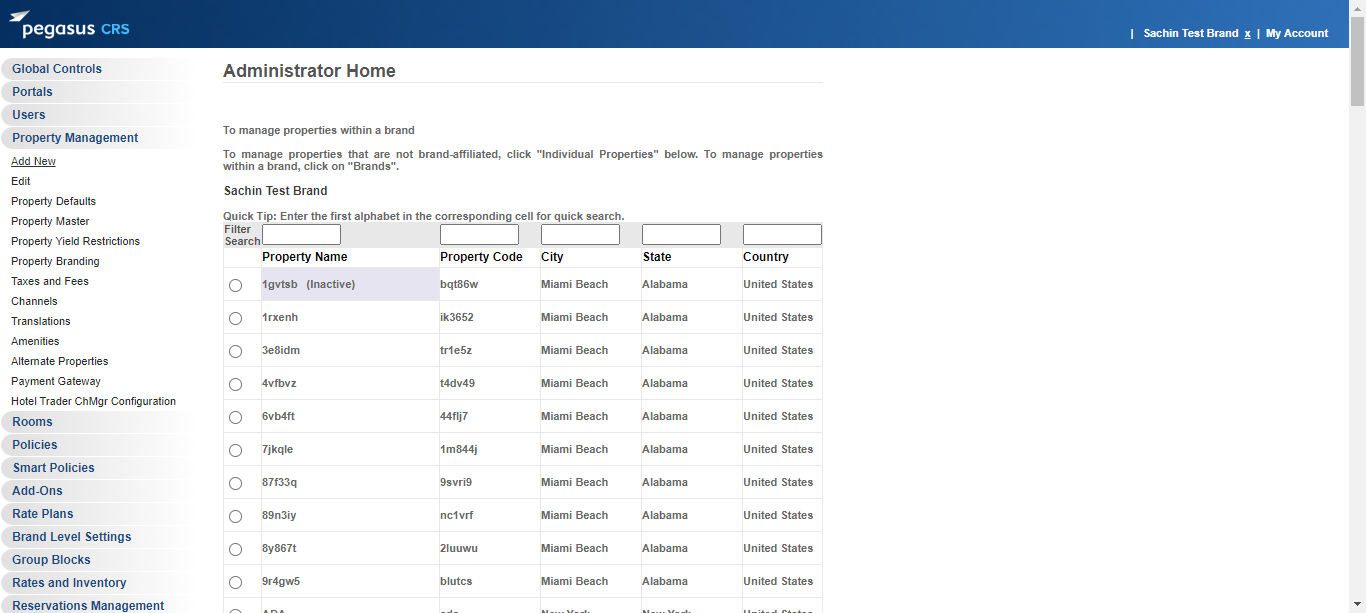 pegasus CRS
| Sachin Test Brand x | My Account
Global Controls
Portals
Users
Property Management
Add New
Edit
Property Defaults
Property Master
Property Yield Restrictions
Property Branding
Taxes and Fees
Channels
Translations
Amenities
Alternate Properties
Payment Gateway
Hotel Trader ChMgr Configuration
Rooms
Policies
Smart Policies
Add-Ons
Rate Plans
Brand Level Settings
Group Blocks
Rates and Inventory
Reservations Management
Administrator Home
To manage properties within a brand
To manage properties that are not brand-affiliated, click "Individual Properties" below. To manage properties
within a brand, click on "Brands".
Sachin Test Brand
Quick Tip: Enter the first alphabet in the corresponding cell for quick search.
Filter
Search
Property Name Property Code City State Country
1gvtsb (Inactive) bqt86w Miami Beach Alabama United States
1rxenh ik3652 Miami Beach Alabama United States
3e8idm tr1e5z Miami Beach Alabama United States
4vfbvz t4dv49 Miami Beach Alabama United States
6vb4ft 44flj7 Miami Beach Alabama United States
7jkqle 1m844j Miami Beach Alabama United States
87f33q 9svri9 Miami Beach Alabama United States
89n3iy nc1vrf Miami Beach Alabama United States
8y867t 2luuwu Miami Beach Alabama United States
9r4gw5 blutcs Miami Beach Alabama United States
New York New York United States